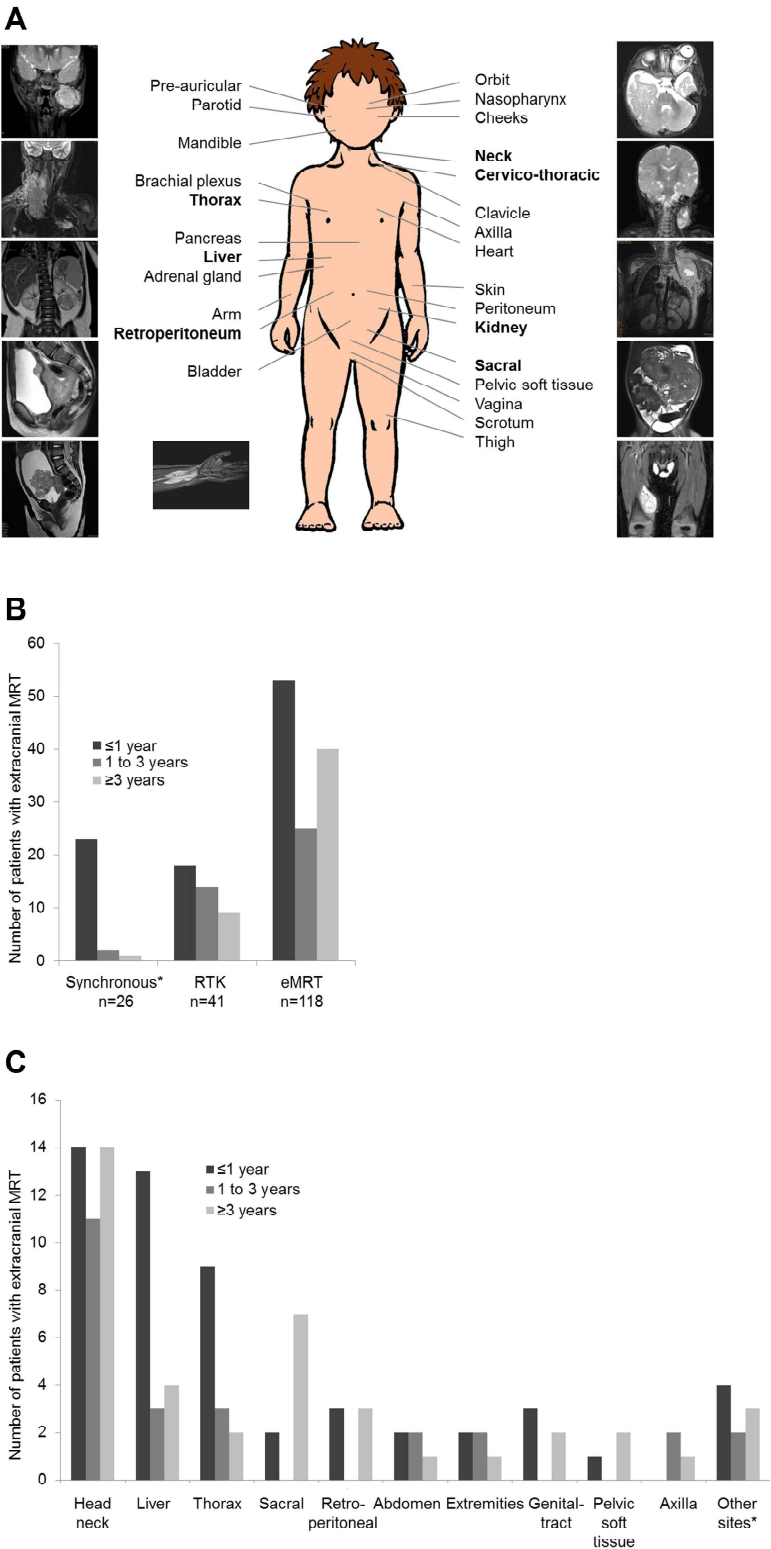 A
Pre-auricular
Parotid
Mandible
Brachial plexus
Thorax
Pancreas
Liver
Adrenal gland
Arm
Retroperitoneum
Bladder
Orbit
Nasopharynx
Cheeks
Neck
Cervico-thoracic
Clavicle
Axilla
Heart
Skin
Peritoneum
Kidney
Sacral
Pelvic soft tissue
Vagina
Scrotum
Thigh
B
Number of patients with extracranial MRT
60
50
40
30
20
10
0
≤1 year
1 to 3 years
≥3 years
Synchronous* RTK eMRT
n=26 n=41 n=118
C
Number of patients with extracranial MRT
16
14
12
10
8
6
4
2
0
≤1 year
1 to 3 years
≥3 years
Head neck
Liver
Thorax
Sacral
Retro-peritoneal
Abdomen
Extremities
Genital-tract
Pelvic soft tissue
Axilla
Other sites*